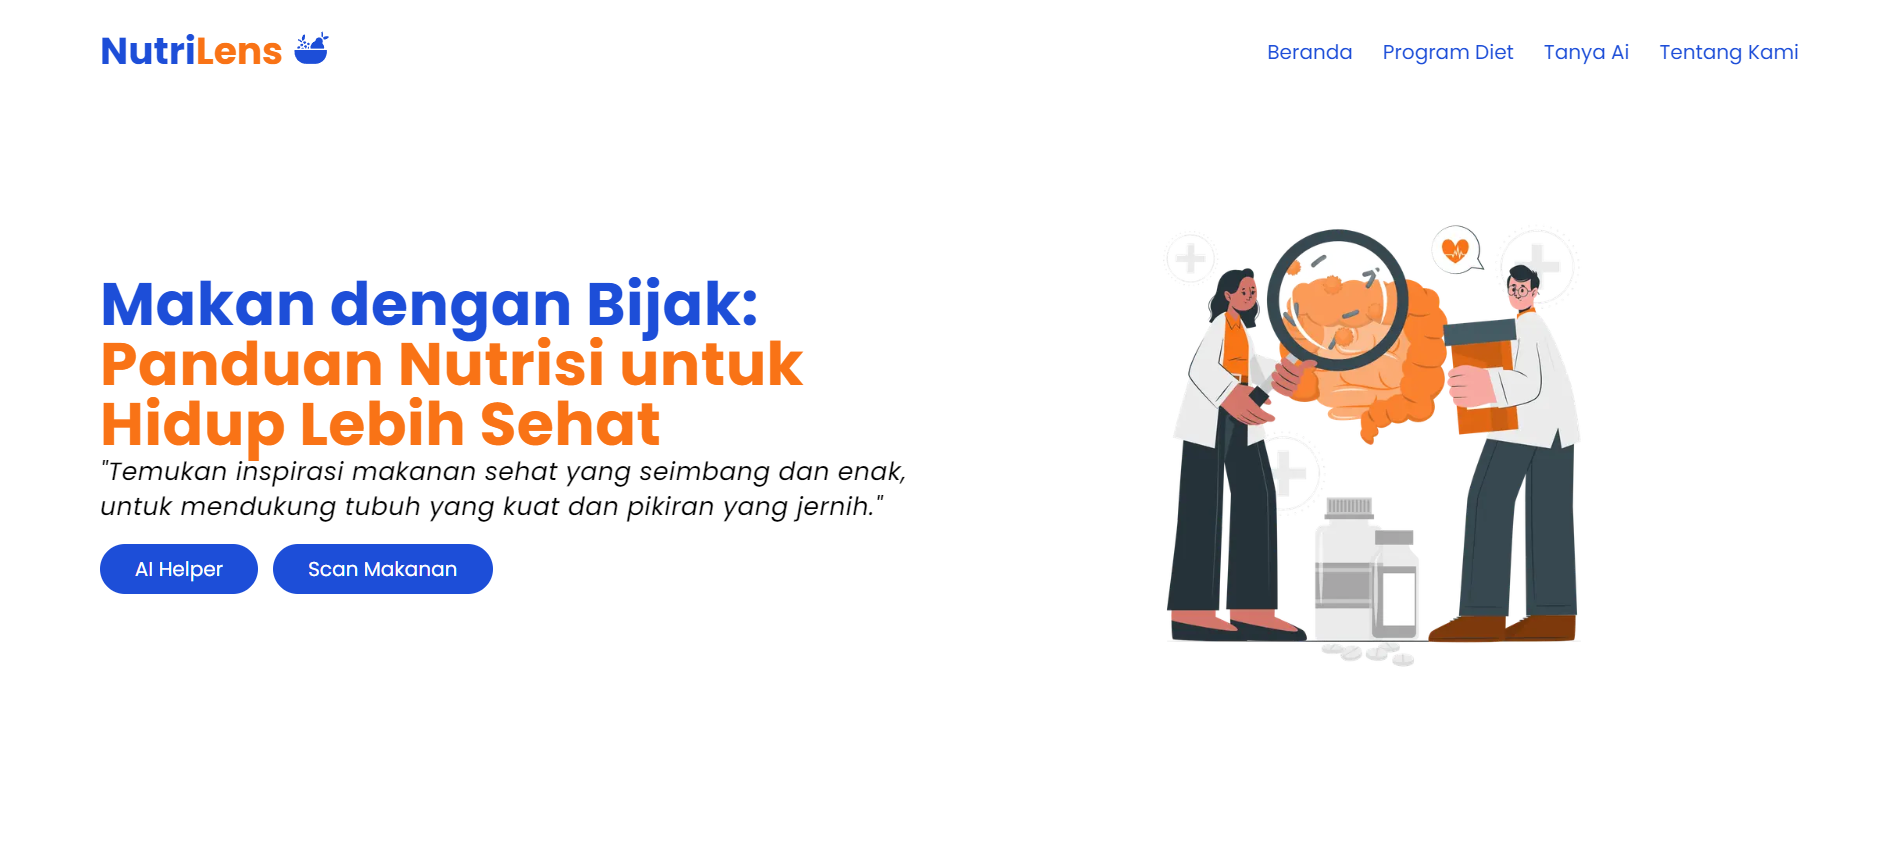 NutriLens
Beranda
Program Diet
Tanya Ai
Tentang Kami
Makan dengan Bijak:
Panduan Nutrisi untuk
Hidup Lebih Sehat
"Temukan inspirasi makanan sehat yang seimbang dan enak,
untuk mendukung tubuh yang kuat dan pikiran yang jernih."
AI Helper
Scan Makanan